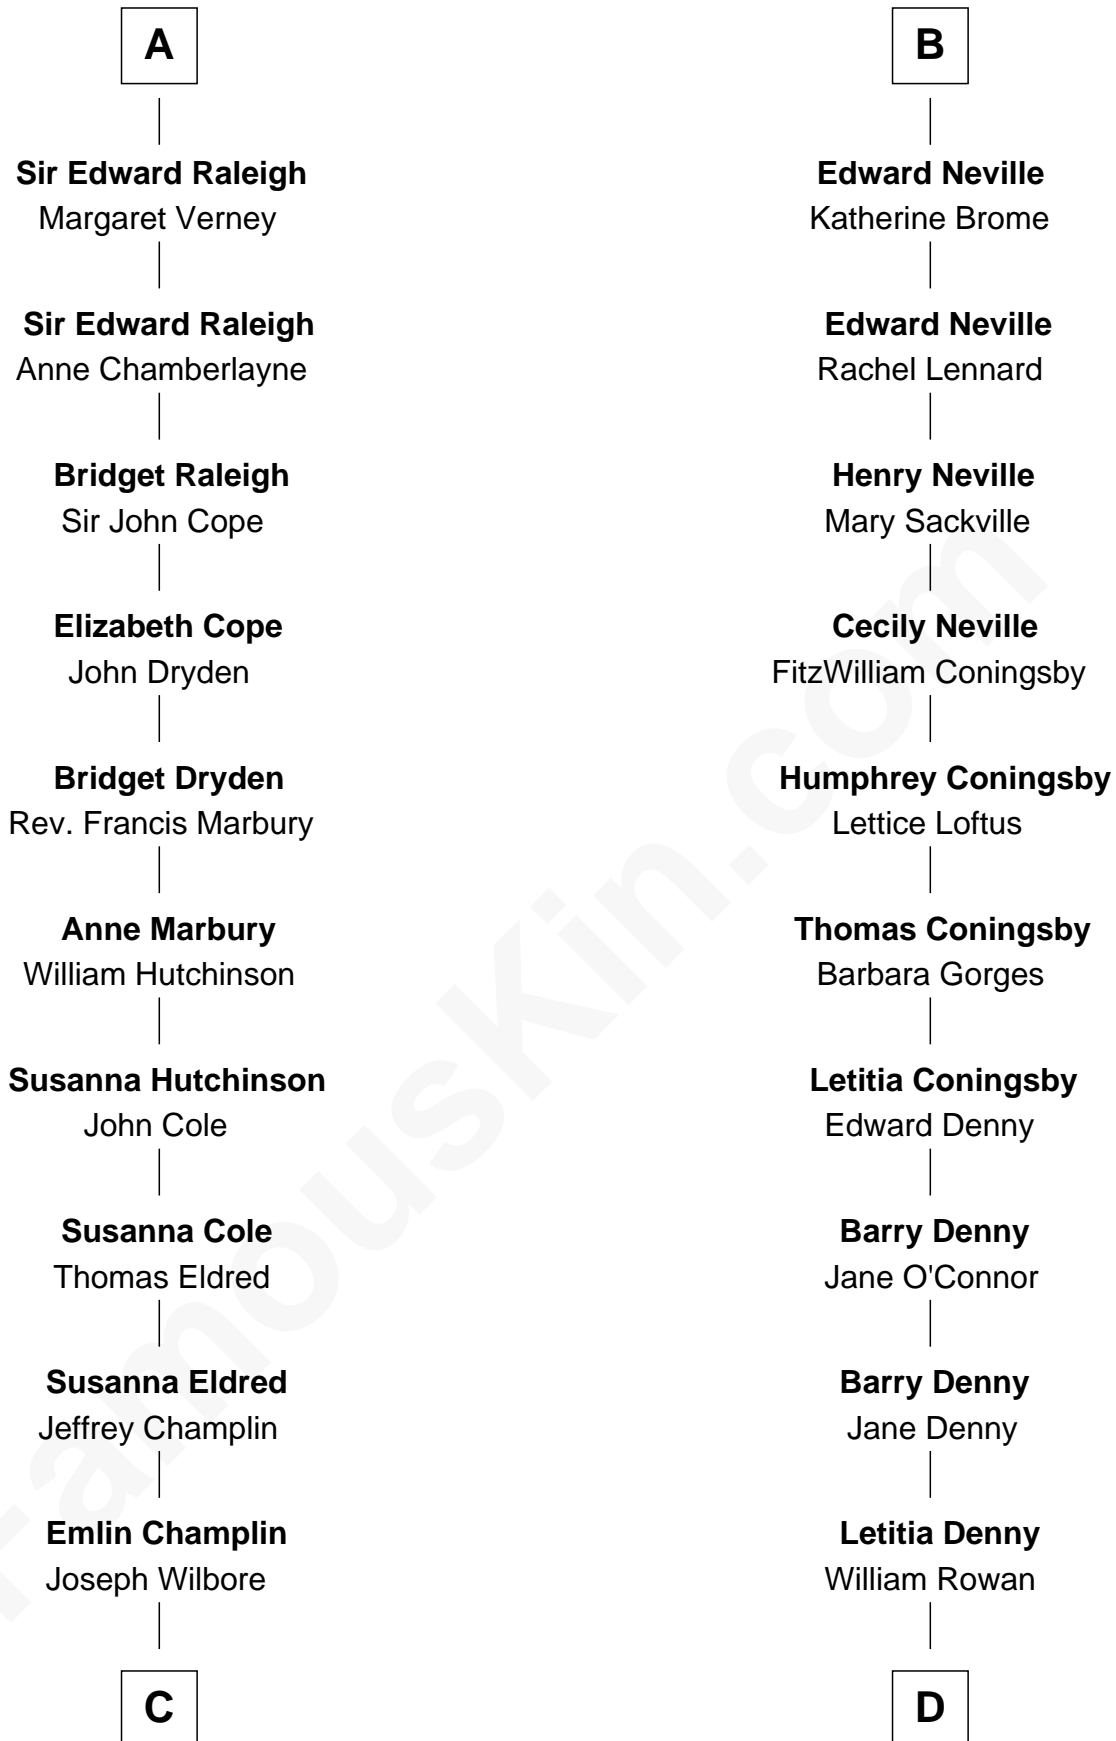 A
Sir Edward Raleigh
Margaret Verney
Sir Edward Raleigh
Anne Chamberlayne
Bridget Raleigh
Sir John Cope
Elizabeth Cope
John Dryden
Bridget Dryden
Rev. Francis Marbury
Anne Marbury
William Hutchinson
Susanna Hutchinson
John Cole
Susanna Cole
Thomas Eldred
Susanna Eldred
Jeffrey Champlin
Emlin Champlin
Joseph Wilbore
C
B
Edward Neville
Katherine Brome
Edward Neville
Rachel Lennard
Henry Neville
Mary Sackville
Cecily Neville
FitzWilliam Coningsby
Humphrey Coningsby
Lettice Loftus
Thomas Coningsby
Barbara Gorges
Letitia Coningsby
Edward Denny
Barry Denny
Jane O'Connor
Barry Denny
Jane Denny
Letitia Denny
William Rowan
D
FamousKin.com